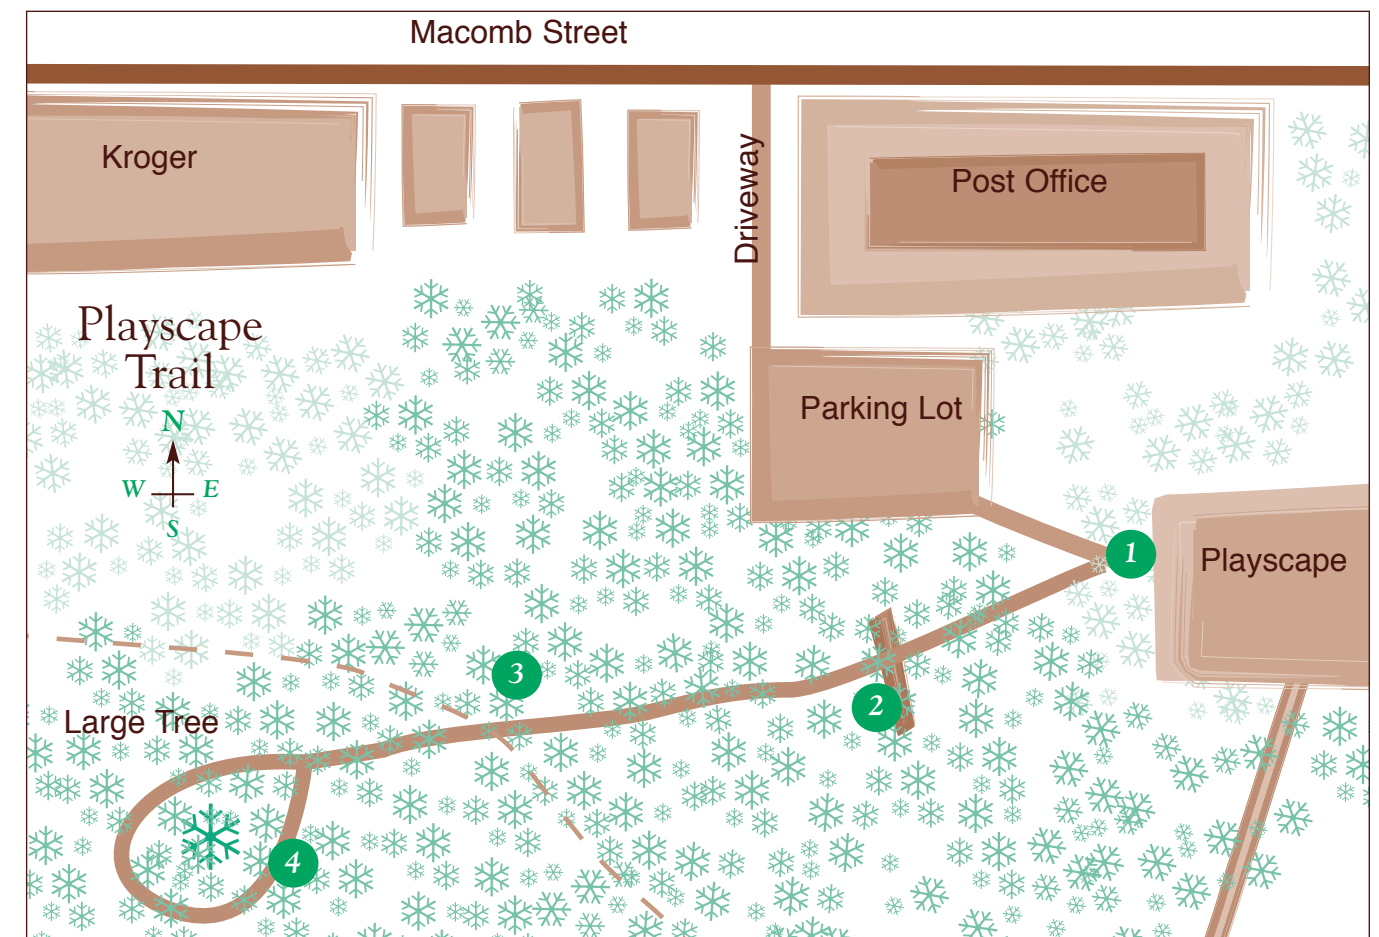 Macomb Street
Kroger
Driveway
Post Office
Playscape
Trail
N
W E
S
Parking Lot
1
Playscape
3
2
Large Tree
4